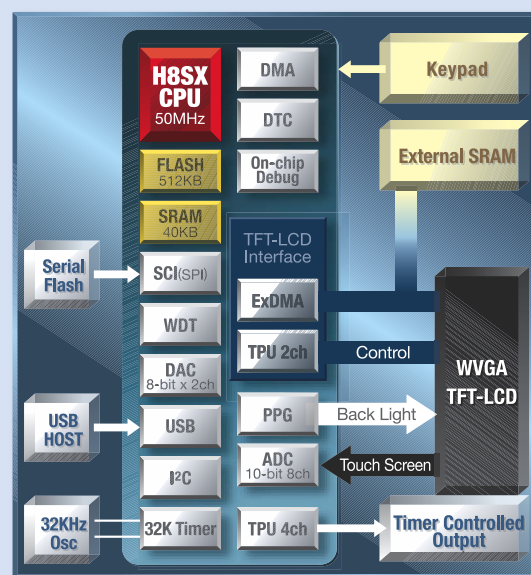 H8SX
CPU
50MHz
DMA
Keypad
DTC
FLASH
512KB
On-chip
Debug
External SRAM
SRAM
40KB
TFT-LCD
Interface
Serial
Flash
SCI(SPI)
ExDMA
WDT
TPU 2ch
Control
WVGA
TFT-LCD
DAC
8-bit x 2ch
USB
HOST
USB
PPG
Back Light
I²C
ADC
10-bit 8ch
Touch Screen
32KHz
Osc
32K Timer
TPU 4ch
Timer Controlled
Output